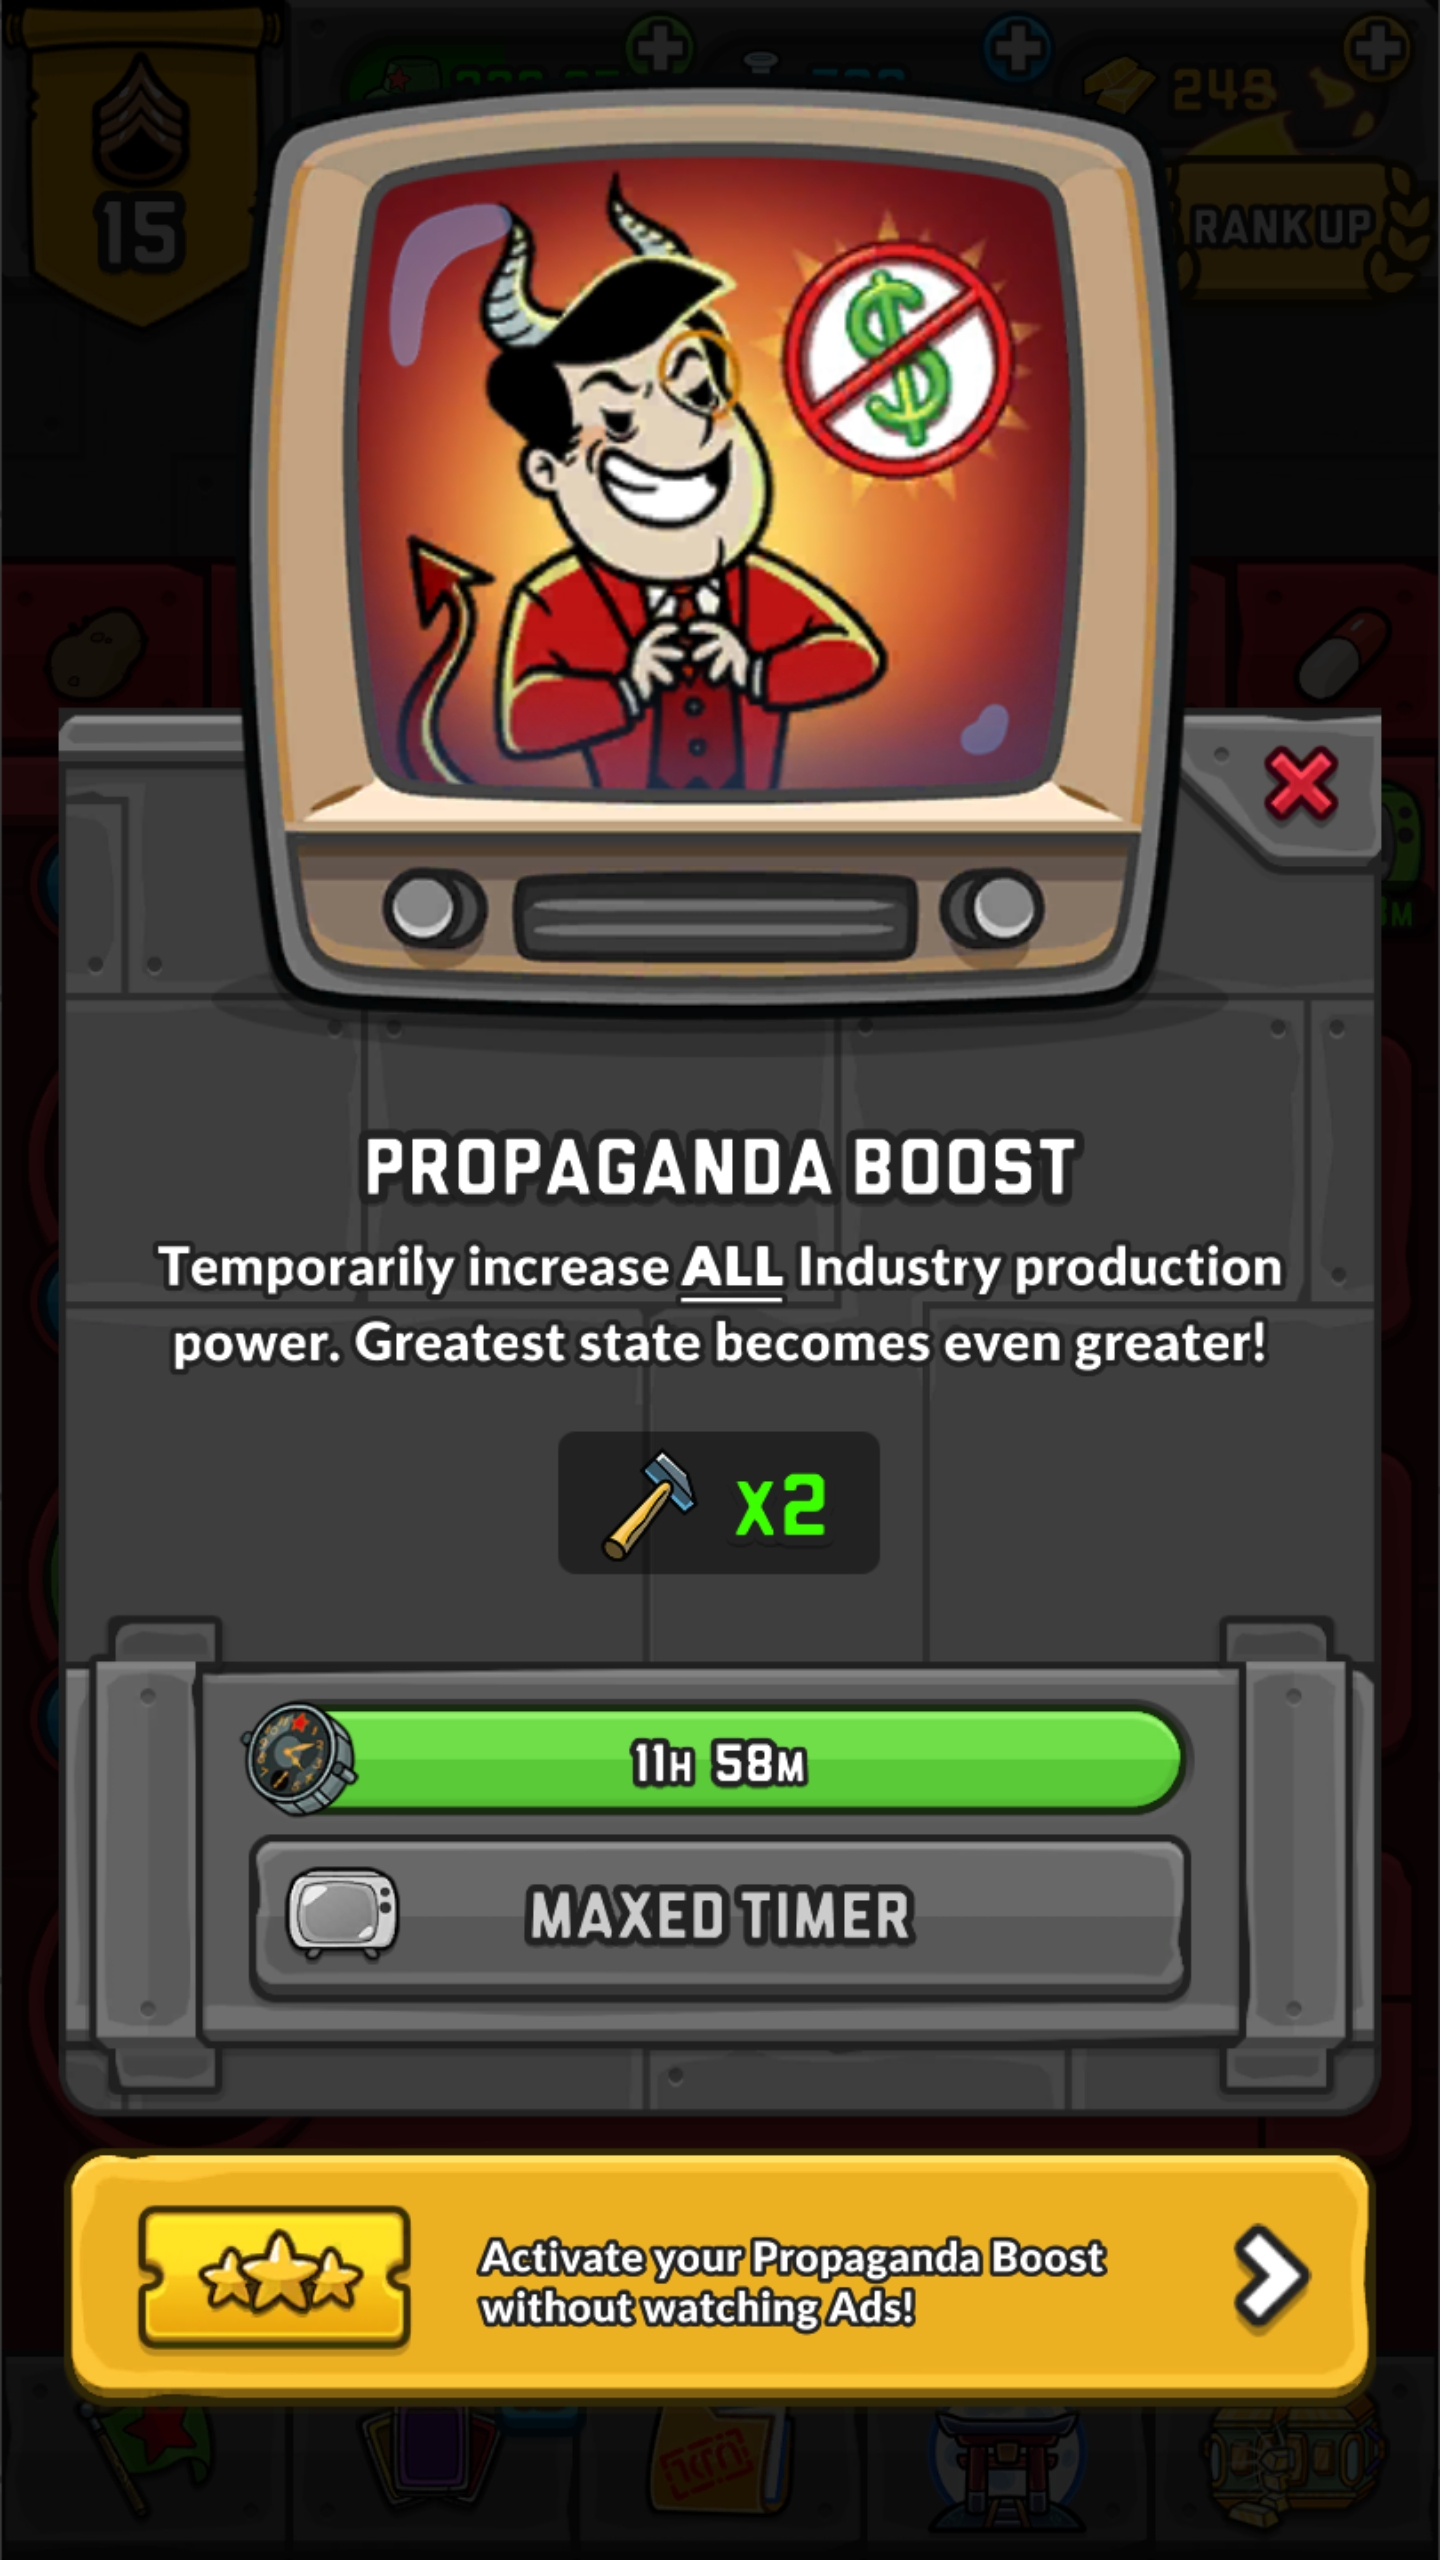 15
249
RANK UP
$
PROPAGANDA BOOST
Temporarily increase ALL Industry production
power. Greatest state becomes even greater!
x2
11H 58M
MAXED TIMER
Activate your Propaganda Boost
without watching Ads!